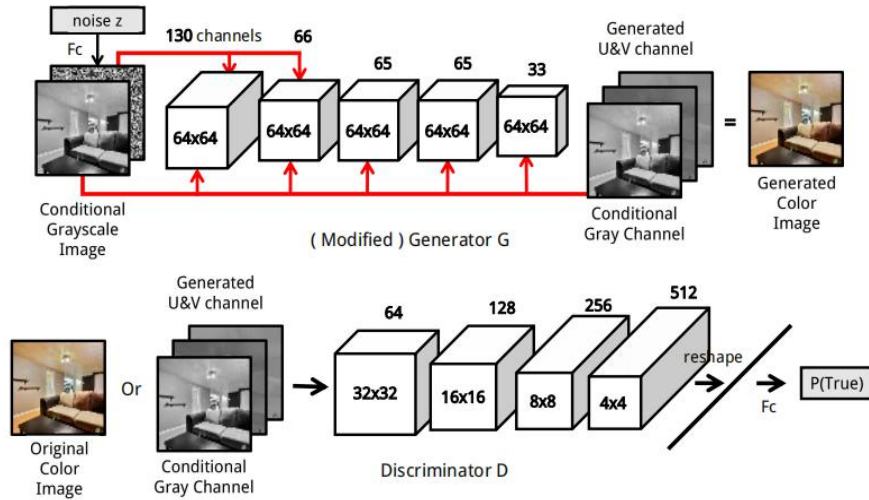 noise z
Fc
130 channels
66
65
65
33
Generated
U&V channel
64x64
64x64
64x64
64x64
64x64
=
Conditional
Grayscale
Image
( Modified ) Generator G
Conditional
Gray Channel
Generated
Color
Image
Generated
U&V channel
64
128
256
512
Or
32x32
16x16
8x8
4x4
reshape
Fc
P(True)
Original
Color
Image
Conditional
Gray Channel
Discriminator D